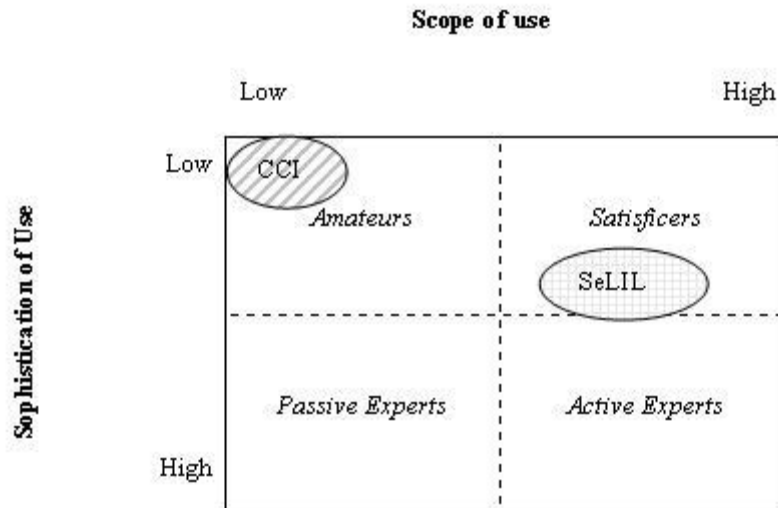 Scope of use
Low High
Low
CCI
Amateurs Satisficers
Sophistication of Use
SeLIL
Passive Experts Active Experts
High